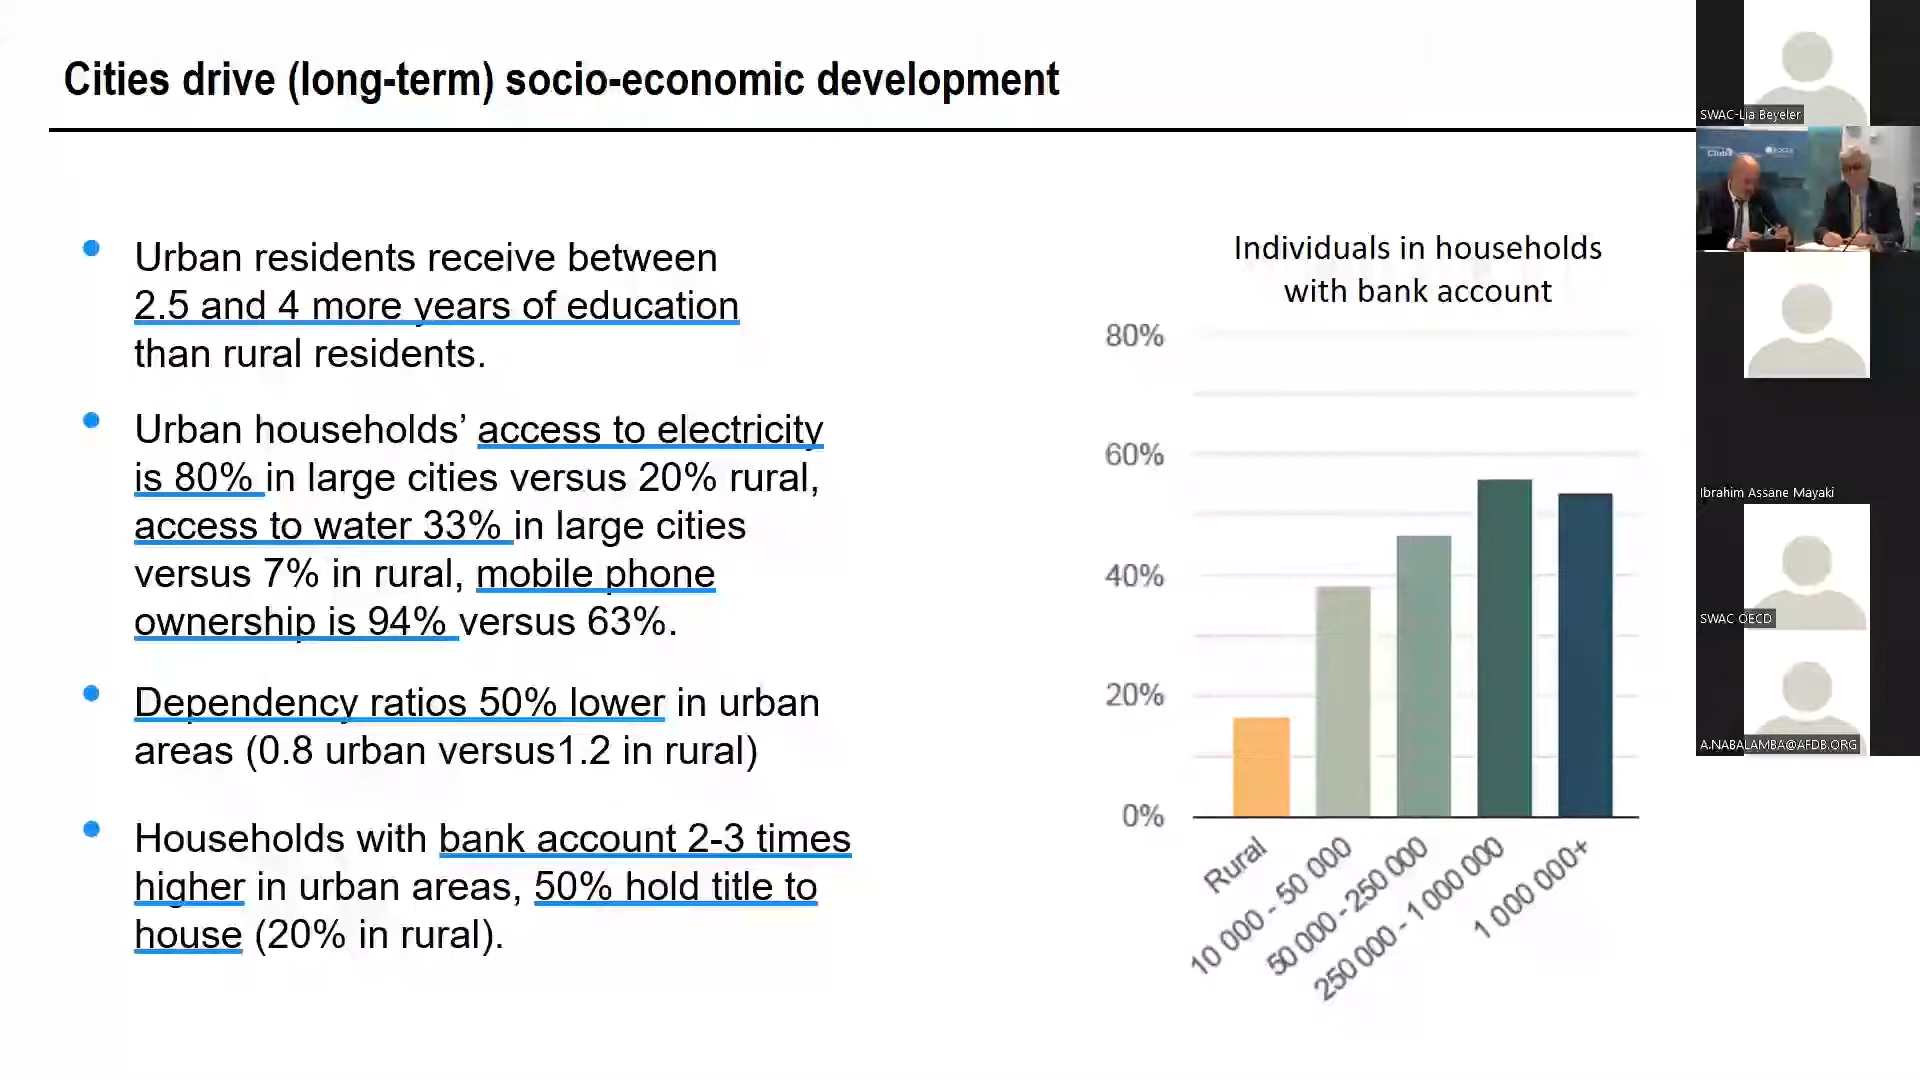 Cities drive (long-term) socio-economic development
Urban residents receive between
2.5 and 4 more years of education
than rural residents.
Urban households’ access to electricity
is 80% in large cities versus 20% rural,
access to water 33% in large cities
versus 7% in rural, mobile phone
ownership is 94% versus 63%.
Dependency ratios 50% lower in urban
areas (0.8 urban versus1.2 in rural)
Households with bank account 2-3 times
higher in urban areas, 50% hold title to
house (20% in rural).
Individuals in households
with bank account
80%
60%
40%
20%
0%
Rural
10 000 - 50 000
50 000 - 250 000
250 000 - 1 000 000
1 000 000+
SWAC-Lia Beyeler
Club
Ibrahim Assane Mayaki
SWAC OECD
A.NABALAMBA@AFDB.ORG